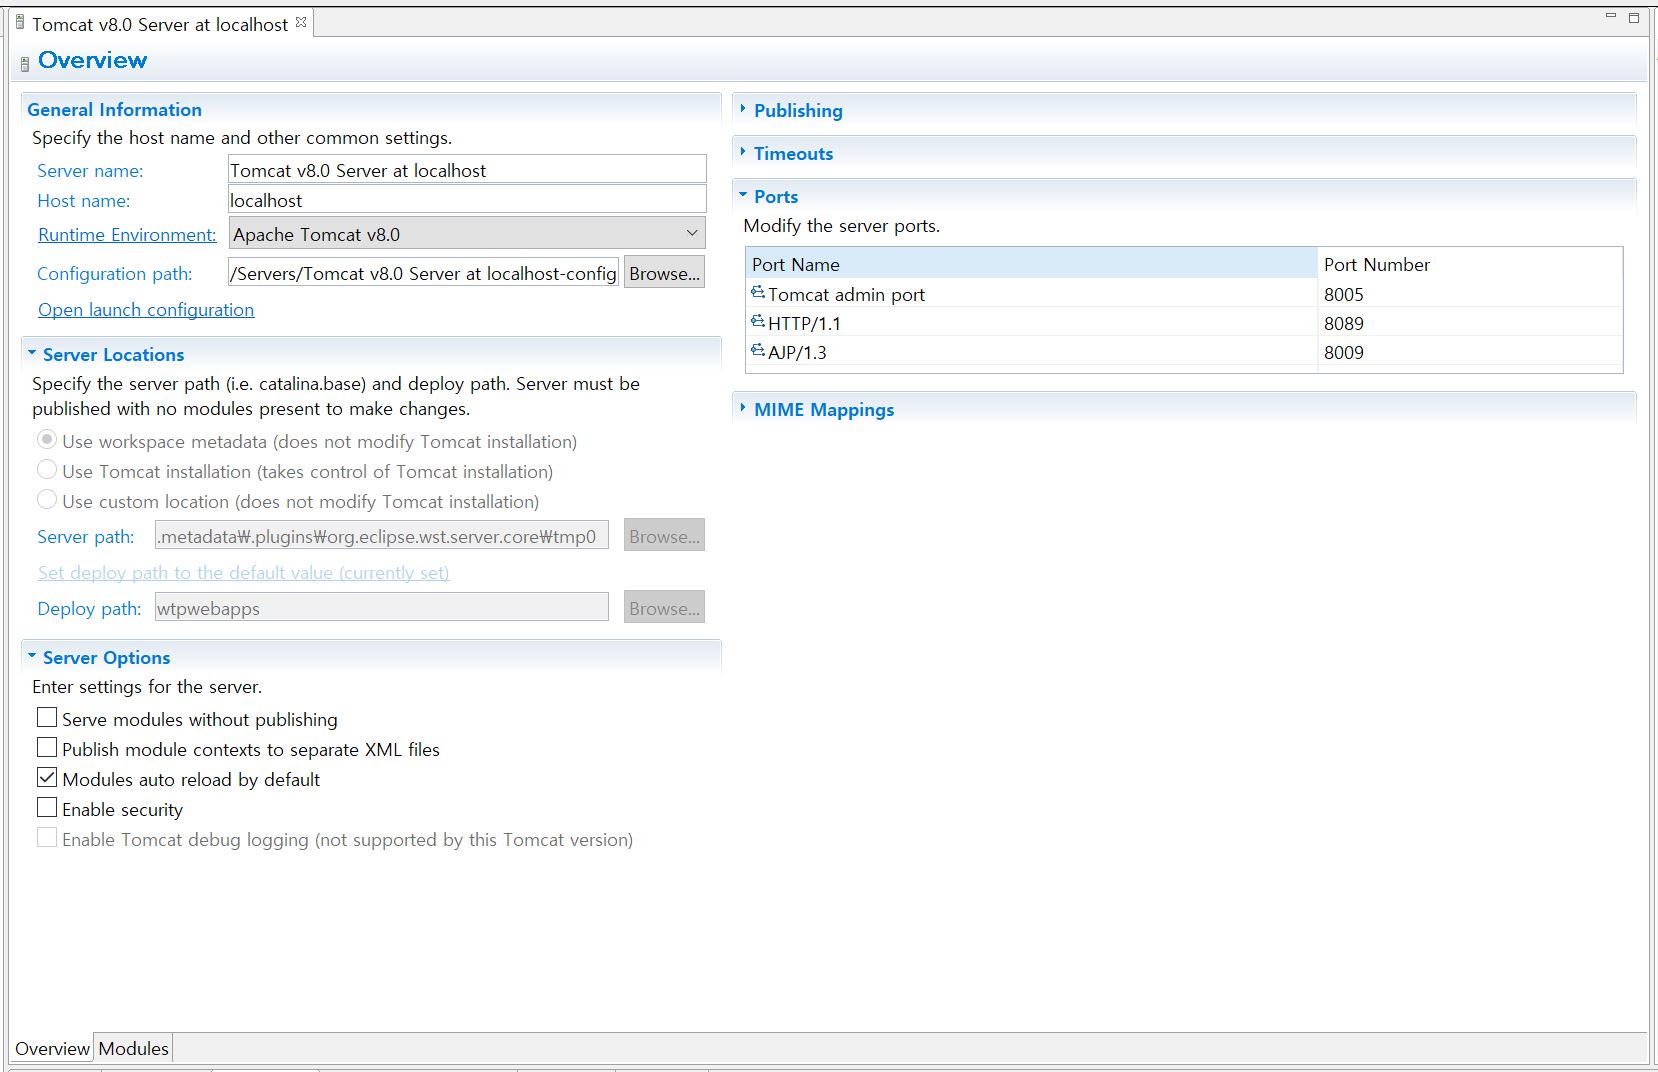 Tomcat v8.0 Server at localhost
Overview
General Information
Specify the host name and other common settings.
Server name: Tomcat v8.0 Server at localhost
Host name: localhost
Runtime Environment: Apache Tomcat v8.0
Configuration path: /Servers/Tomcat v8.0 Server at localhost-config Browse...
Open launch configuration
Server Locations
Specify the server path (i.e. catalina.base) and deploy path. Server must be
published with no modules present to make changes.
Use workspace metadata (does not modify Tomcat installation)
Use Tomcat installation (takes control of Tomcat installation)
Use custom location (does not modify Tomcat installation)
Server path: .metadata₩.plugins₩org.eclipse.wst.server.core₩tmp0 Browse...
Set deploy path to the default value (currently set)
Deploy path: wtpwebapps Browse...
Server Options
Enter settings for the server.
Serve modules without publishing
Publish module contexts to separate XML files
Modules auto reload by default
Enable security
Enable Tomcat debug logging (not supported by this Tomcat version)
Publishing
Timeouts
Ports
Modify the server ports.
Port Name Port Number
Tomcat admin port 8005
HTTP/1.1 8089
AJP/1.3 8009
MIME Mappings
Overview Modules